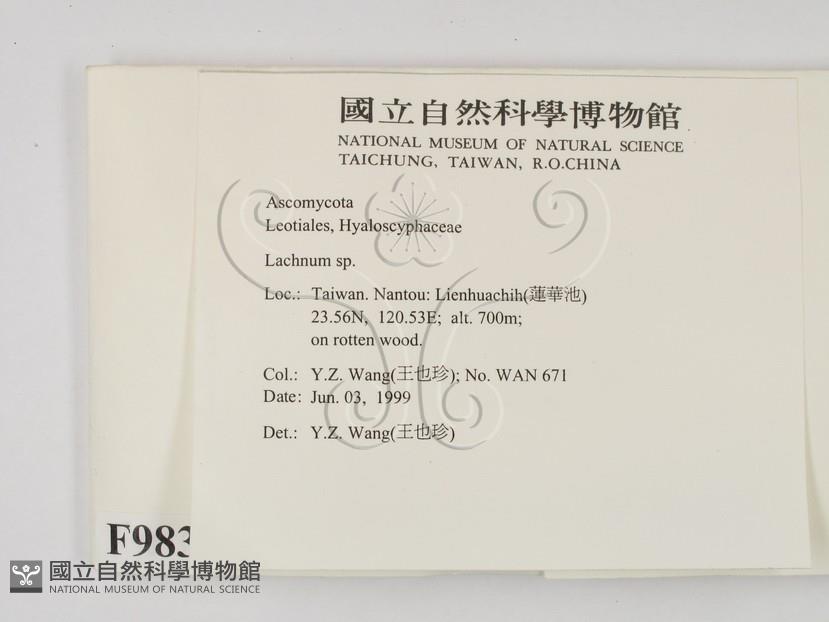 國立自然科學博物館
NATIONAL MUSEUM OF NATURAL SCIENCE
TAICHUNG, TAIWAN, R.O.CHINA
Ascomycota
Leotiales, Hyaloscyphaceae
Lachnum sp.
Loc.: Taiwan. Nantou: Lienhuachih(蓮華池)
23.56N, 120.53E; alt. 700m;
on rotten wood.
Col.: Y.Z. Wang(王也珍); No. WAN 671
Date: Jun. 03, 1999
Det.: Y.Z. Wang(王也珍)
F983
國立自然科學博物館
NATIONAL MUSEUM OF NATURAL SCIENCE